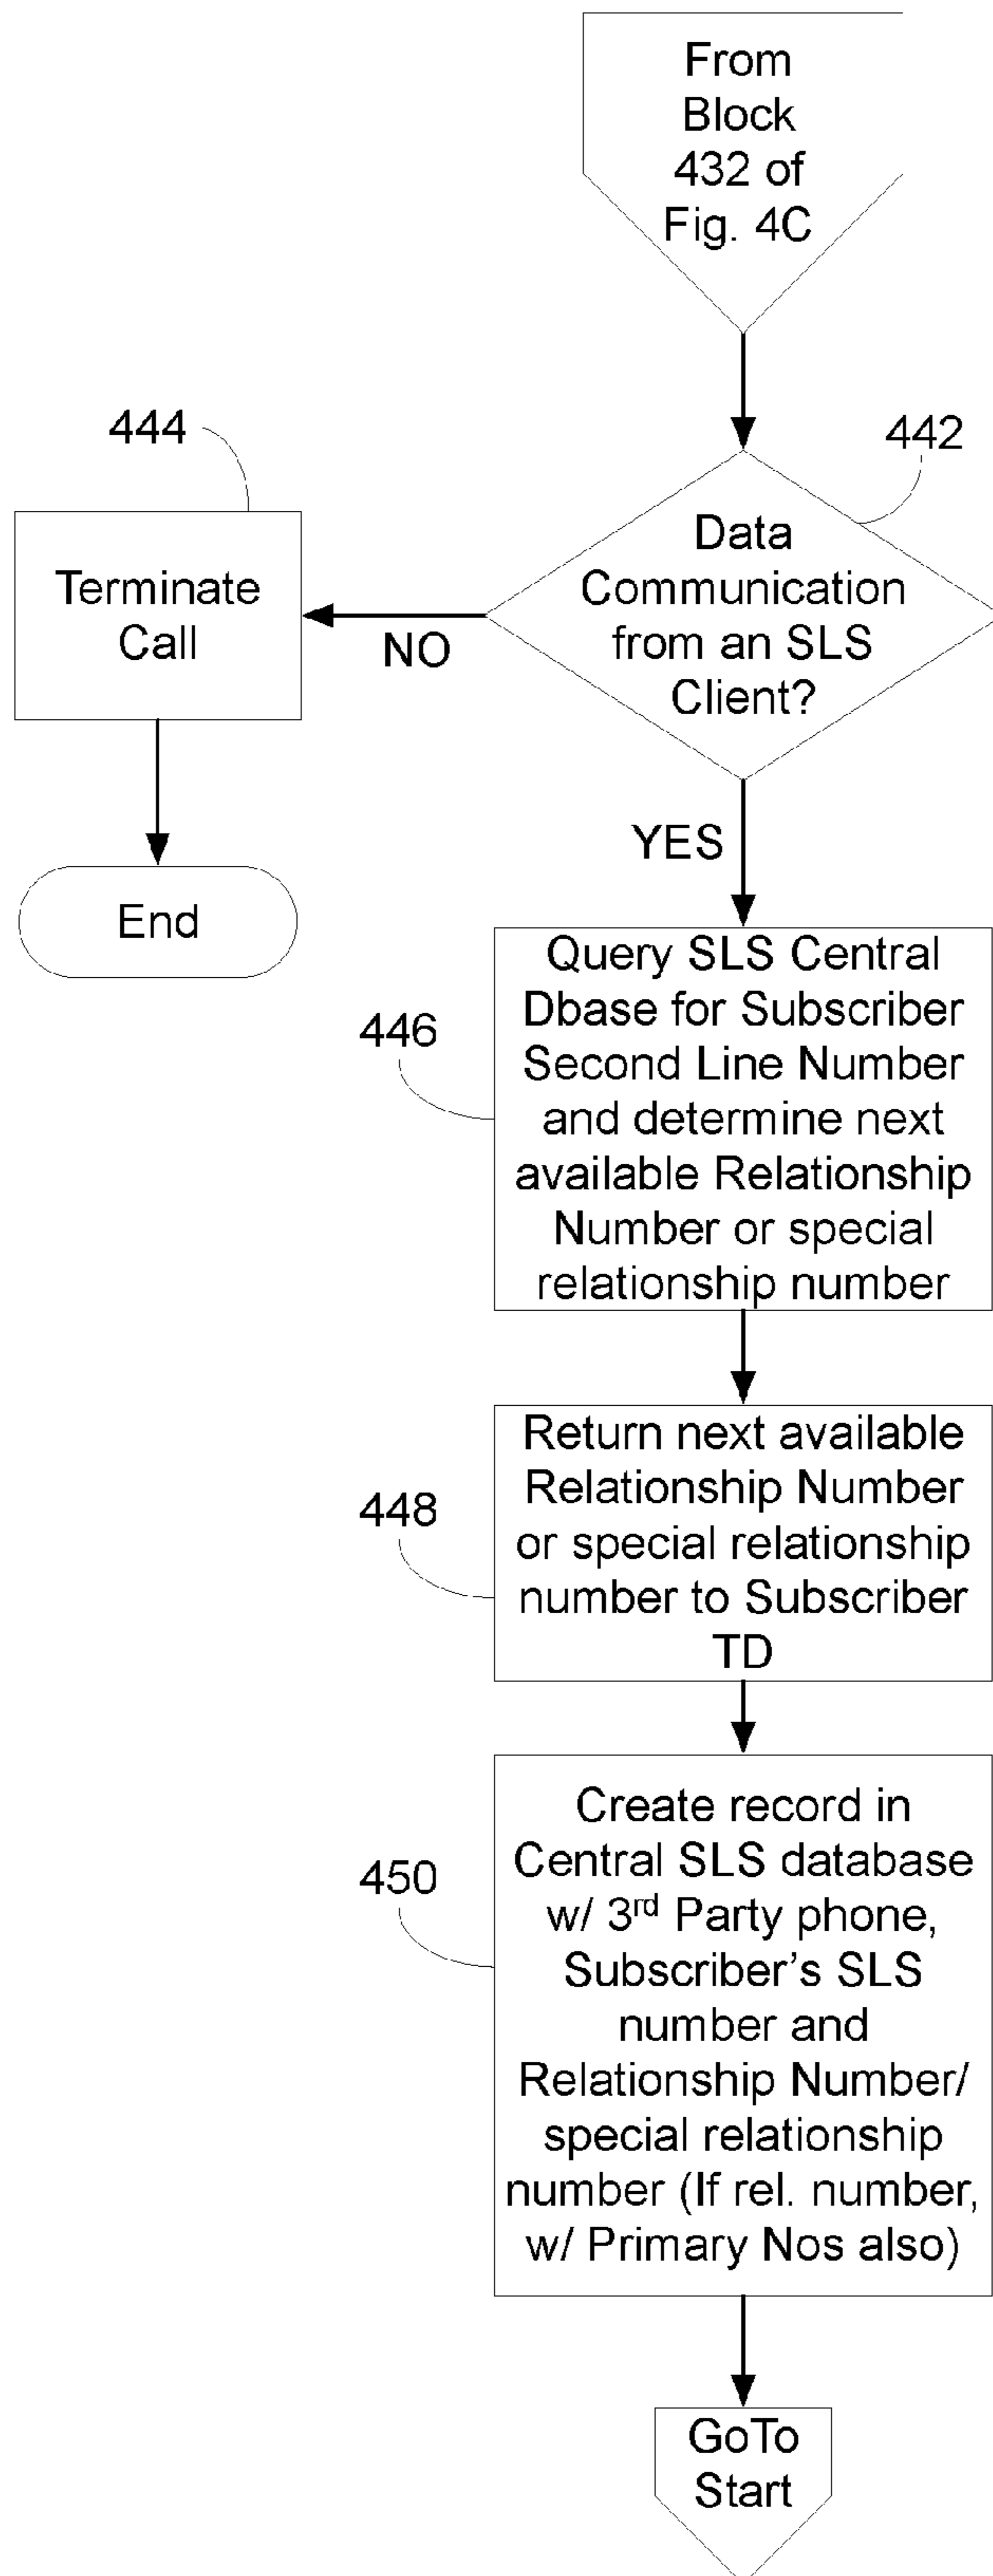 From
Block
432 of
Fig. 4C
444
442
Data
Communication
from an SLS
Client?
Terminate
Call
NO
YES
End
Query SLS Central
Dbase for Subscriber
Second Line Number
and determine next
available Relationship
Number or special
relationship number
446
Return next available
Relationship Number
or special relationship
number to Subscriber
TD
448
Create record in
Central SLS database
w/ 3rd Party phone,
Subscriber's SLS
number and
Relationship Number/
special relationship
number (If rel. number,
w/ Primary Nos also)
450
GoTo
Start